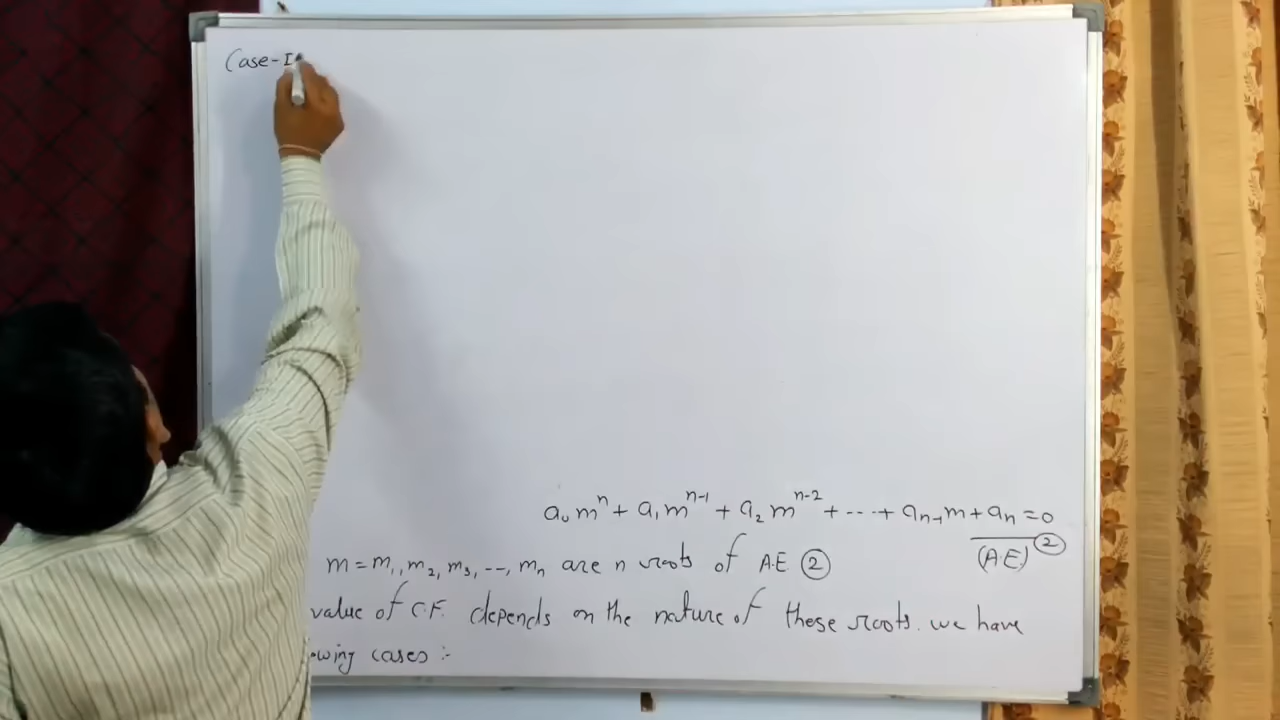 Case-I
a₀mⁿ + a₁mⁿ⁻¹ + a₂mⁿ⁻² + --- + aₙ₋₁m + aₙ = 0
(A.E) ②
m = m₁, m₂, m₃, ---, mₙ are n roots of A.E ②
value of C.F. depends on the nature of these roots. we have
cases :-